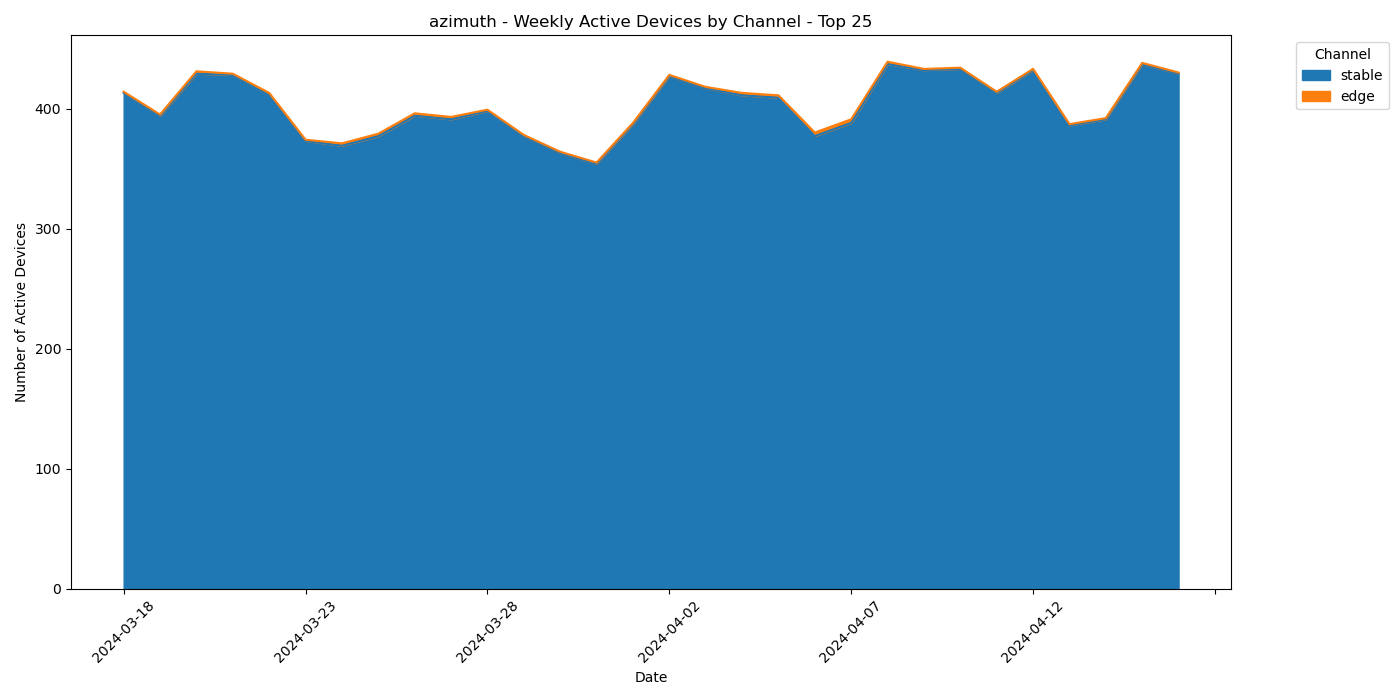 azimuth - Weekly Active Devices by Channel - Top 25
Channel
stable
edge
Number of Active Devices
400
300
200
100
0
2024-03-18
2024-03-23
2024-03-28
2024-04-02
2024-04-07
2024-04-12
Date